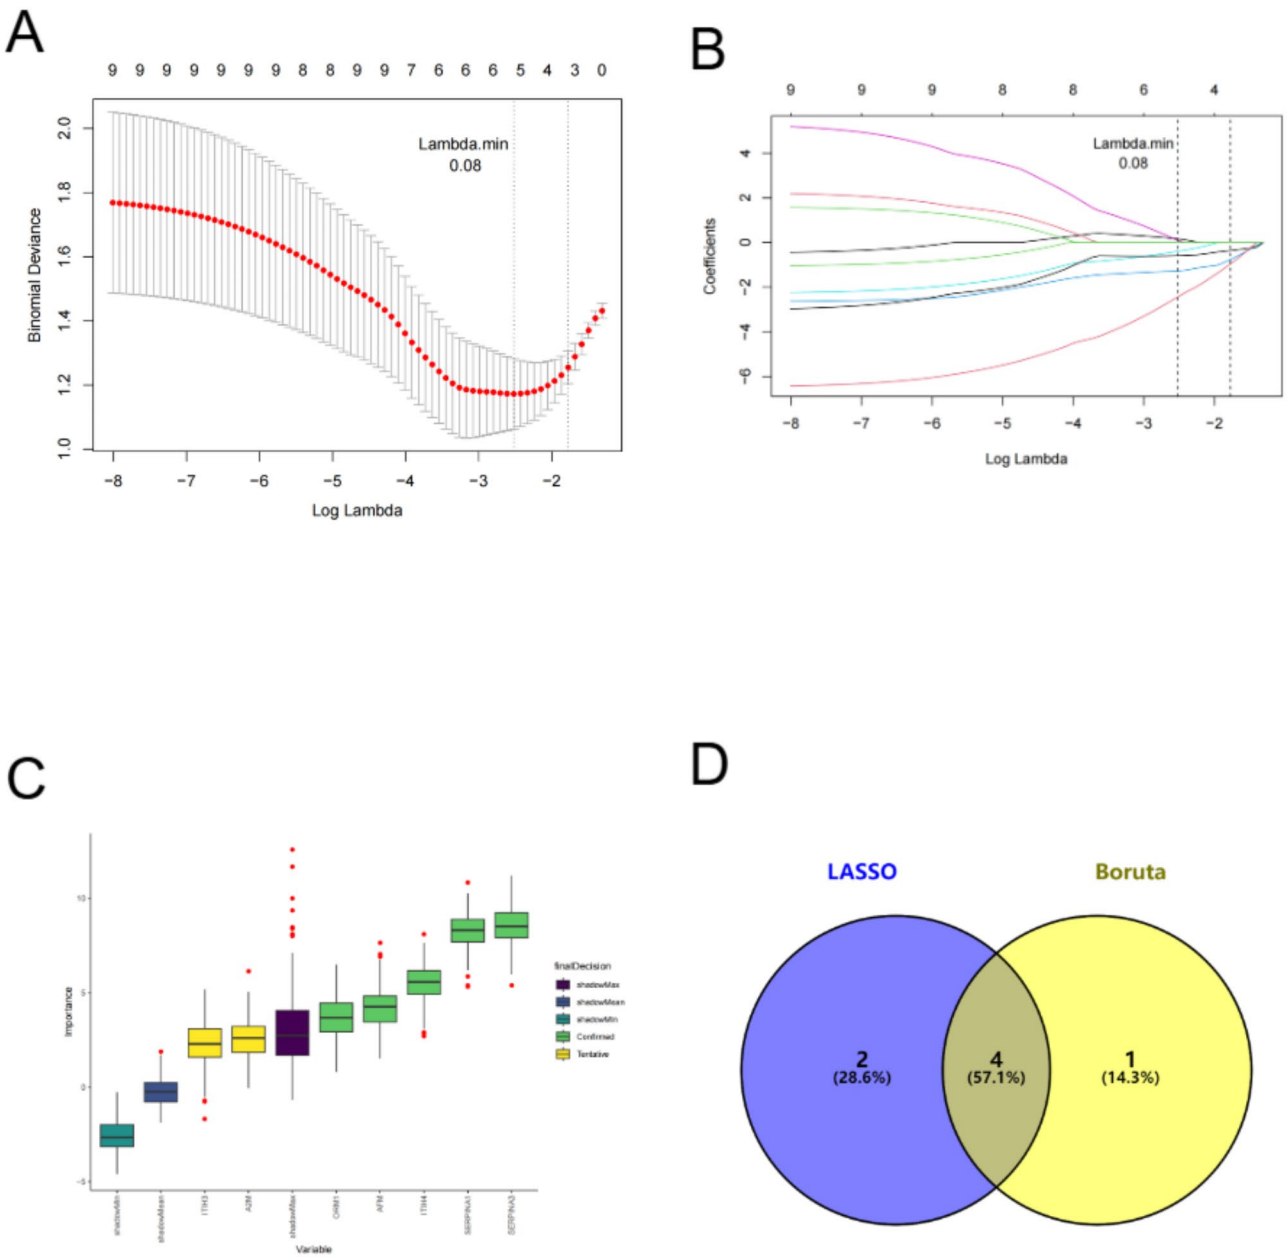 A
9 9 9 9 9 9 9 8 8 9 9 7 6 6 6 5 4 3 0
Binomial Deviance
2.0
1.8
1.6
1.4
1.2
1.0
Lambda.min
0.08
−8 −7 −6 −5 −4 −3 −2
Log Lambda
B
9 9 9 8 8 6 4
Coefficients
4
2
0
−2
−4
−6
Lambda.min
0.08
−8 −7 −6 −5 −4 −3 −2
Log Lambda
C
Importance
10
5
0
−5
shadowMin shadowMean ITIH3 A2M shadowMax ORM1 AFM ITIH4 SERPINA1 SERPINA3
Variable
finalDecision
shadowMax
shadowMean
shadowMin
Confirmed
Tentative
D
LASSO Boruta
2 4 1
(28.6%) (57.1%) (14.3%)